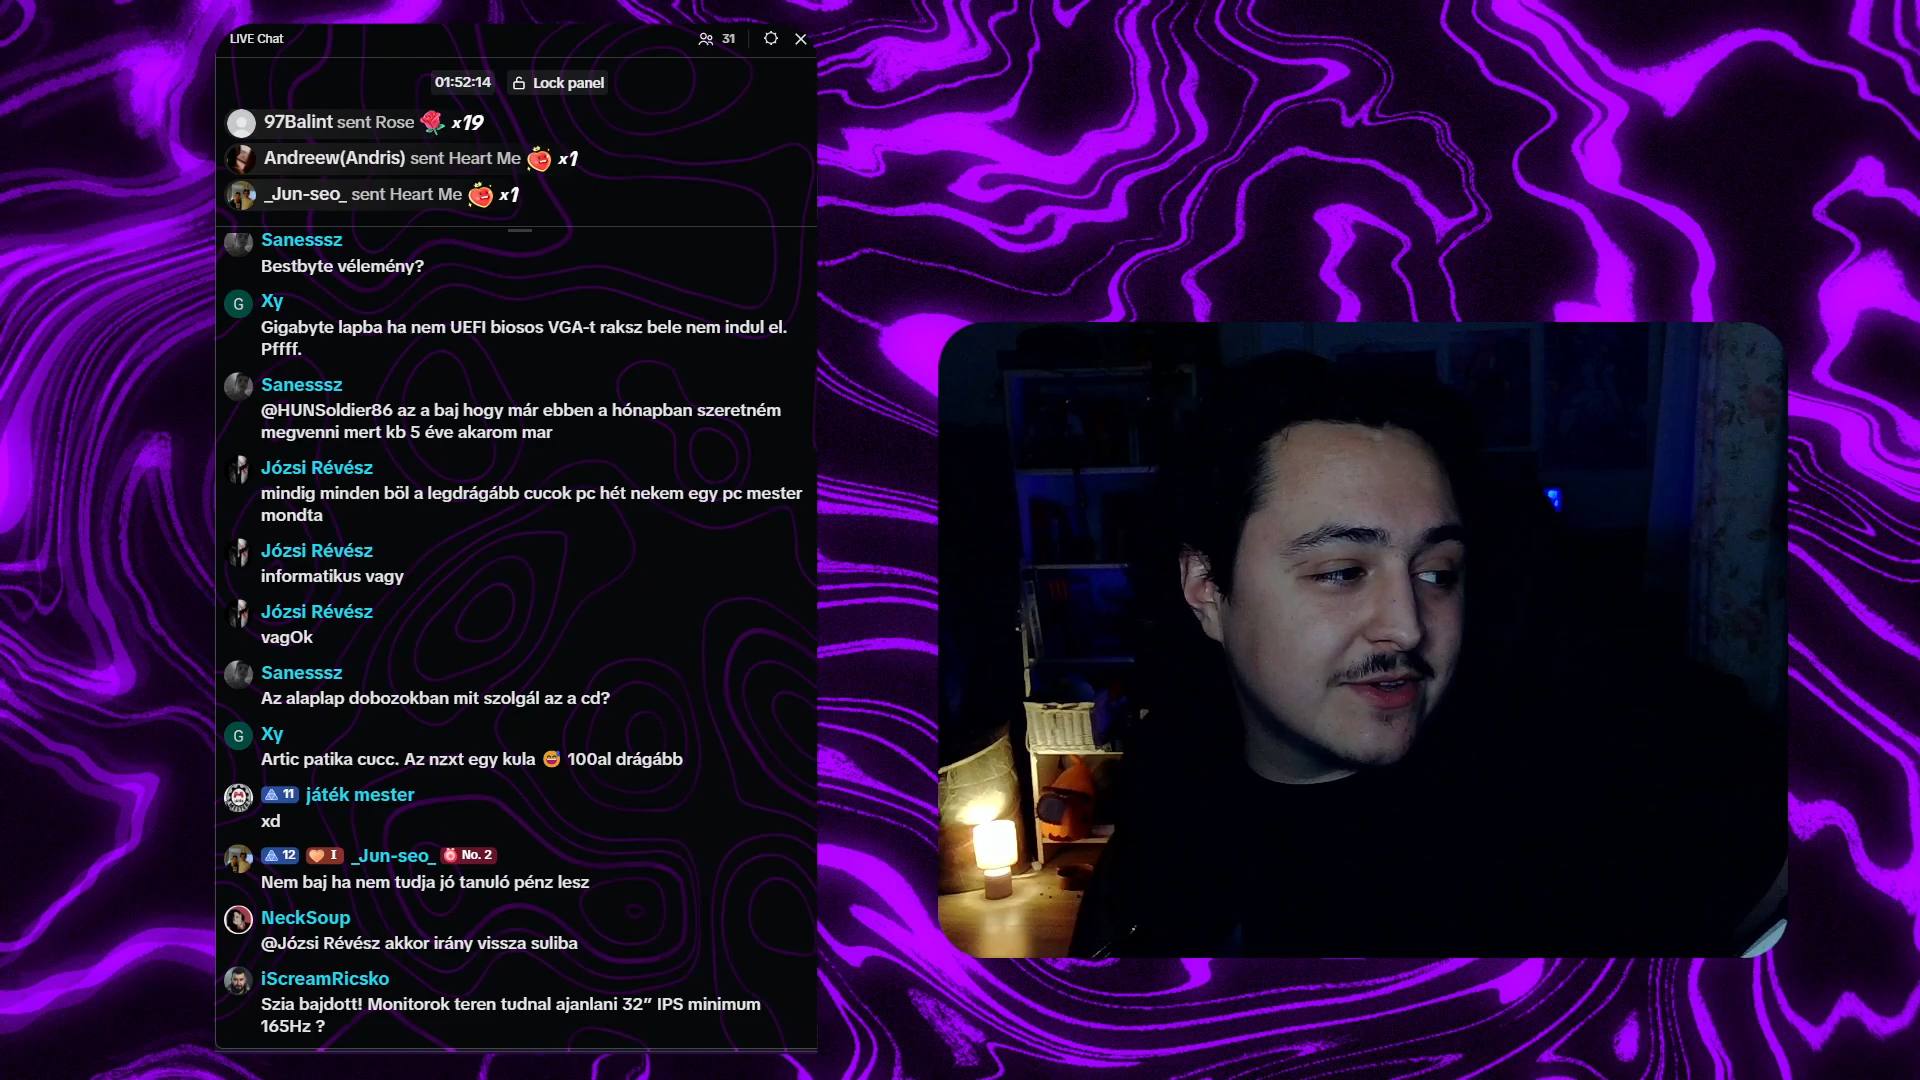 LIVE Chat
31
01:52:14
Lock panel
97Balint sent Rose x19
Andreew(Andris) sent Heart Me x1
_Jun-seo_ sent Heart Me x1
Sanesssz
Bestbyte vélemény?
G
Xy
Gigabyte lapba ha nem UEFI biosos VGA-t raksz bele nem indul el.
Pffff.
Sanesssz
@HUNSoldier86 az a baj hogy már ebben a hónapban szeretném
megvenni mert kb 5 éve akarom mar
Józsi Révész
mindig minden böl a legdrágább cucok pc hét nekem egy pc mester
mondta
Józsi Révész
informatikus vagy
Józsi Révész
vagOk
Sanesssz
Az alaplap dobozokban mit szolgál az a cd?
G
Xy
Artic patika cucc. Az nzxt egy kula 😅 100al drágább
11 játék mester
xd
12 I _Jun-seo_ No. 2
Nem baj ha nem tudja jó tanuló pénz lesz
NeckSoup
@Józsi Révész akkor irány vissza suliba
iScreamRicsko
Szia bajdott! Monitorok teren tudnal ajanlani 32” IPS minimum
165Hz ?